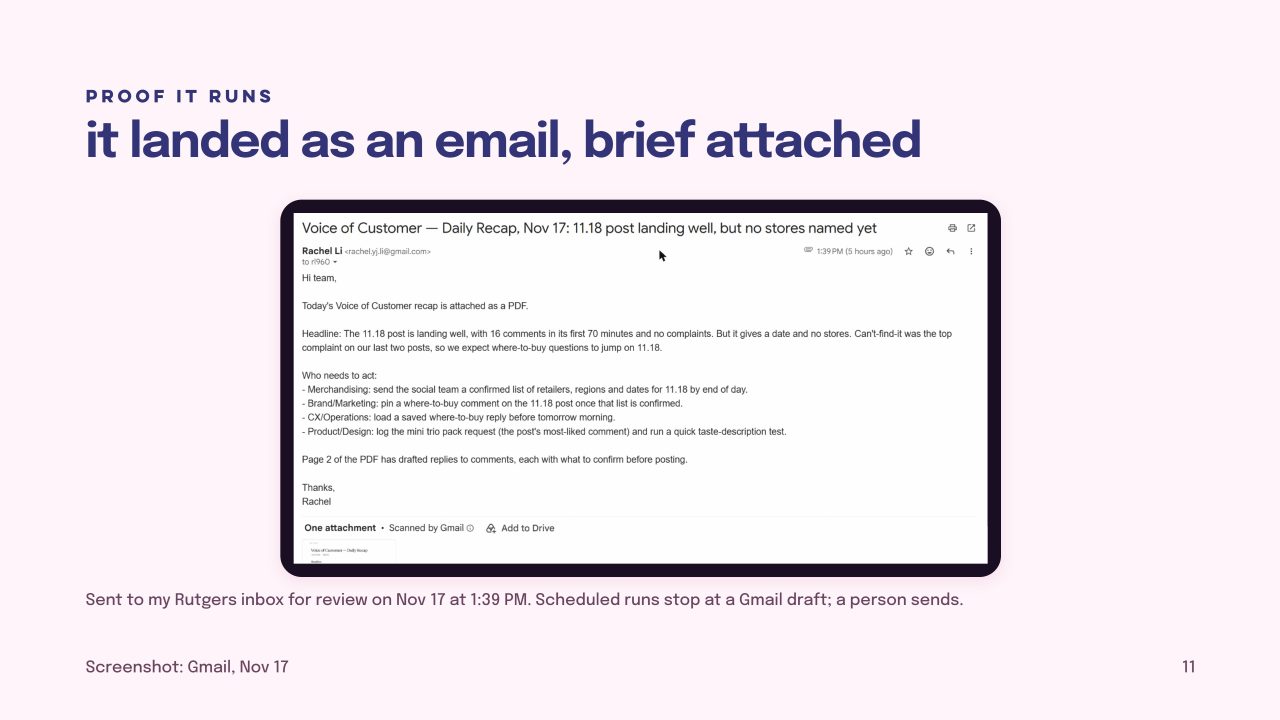 PROOF IT RUNS
it landed as an email, brief attached
Voice of Customer — Daily Recap, Nov 17: 11.18 post landing well, but no stores named yet
Rachel Li <rachel.yj.li@gmail.com>
1:39 PM (5 hours ago)
to rl960
Hi team,
Today's Voice of Customer recap is attached as a PDF.
Headline: The 11.18 post is landing well, with 16 comments in its first 70 minutes and no complaints. But it gives a date and no stores. Can't-find-it was the top
complaint on our last two posts, so we expect where-to-buy questions to jump on 11.18.
Who needs to act:
- Merchandising: send the social team a confirmed list of retailers, regions and dates for 11.18 by end of day.
- Brand/Marketing: pin a where-to-buy comment on the 11.18 post once that list is confirmed.
- CX/Operations: load a saved where-to-buy reply before tomorrow morning.
- Product/Design: log the mini trio pack request (the post's most-liked comment) and run a quick taste-description test.
Page 2 of the PDF has drafted replies to comments, each with what to confirm before posting.
Thanks,
Rachel
One attachment • Scanned by Gmail
Add to Drive
Voice of Customer — Daily Recap
Sent to my Rutgers inbox for review on Nov 17 at 1:39 PM. Scheduled runs stop at a Gmail draft; a person sends.
Screenshot: Gmail, Nov 17
11